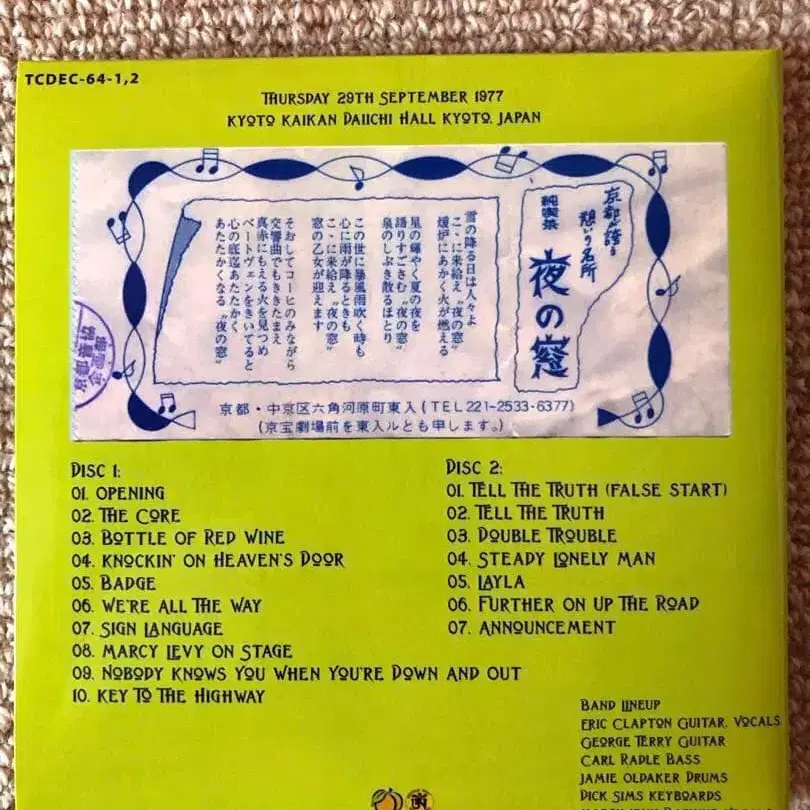 TCDEC-64-1,2
THURSDAY 29TH SEPTEMBER 1977
KYOTO KAIKAN DAIICHI HALL KYOTO, JAPAN
京都が誇る
憩いの名所
純喫茶
夜の窓
雪の降る日は人々よ
こゝに来給え〝夜の窓〟
煖炉にあかく火が燃える
星の輝やく夏の夜を
語りすごさむ〝夜の窓〟
泉のしぶき散るほとり
この世に暴風雨吹く時も
心に雨が降るときも
こゝに来給え〝夜の窓〟
窓の乙女が迎えます
そおしてコーヒのみながら
交響曲でもききたまえ
真赤にもえる火を見つめ
ベートヴェンをきいてると
心の底迄あたたかく
あたたかくなる〝夜の窓〟
京都・中京区六角河原町東入(TEL221-2533・6377)
(京宝劇場前を東入ルとも申します。)
DISC 1:
01. OPENING
02. THE CORE
03. BOTTLE OF RED WINE
04. KNOCKIN' ON HEAVEN'S DOOR
05. BADGE
06. WE'RE ALL THE WAY
07. SIGN LANGUAGE
08. MARCY LEVY ON STAGE
09. NOBODY KNOWS YOU WHEN YOU'RE DOWN AND OUT
10. KEY TO THE HIGHWAY
DISC 2:
01. TELL THE TRUTH (FALSE START)
02. TELL THE TRUTH
03. DOUBLE TROUBLE
04. STEADY LONELY MAN
05. LAYLA
06. FURTHER ON UP THE ROAD
07. ANNOUNCEMENT
BAND LINEUP
ERIC CLAPTON GUITAR, VOCALS
GEORGE TERRY GUITAR
CARL RADLE BASS
JAMIE OLDAKER DRUMS
DICK SIMS KEYBOARDS